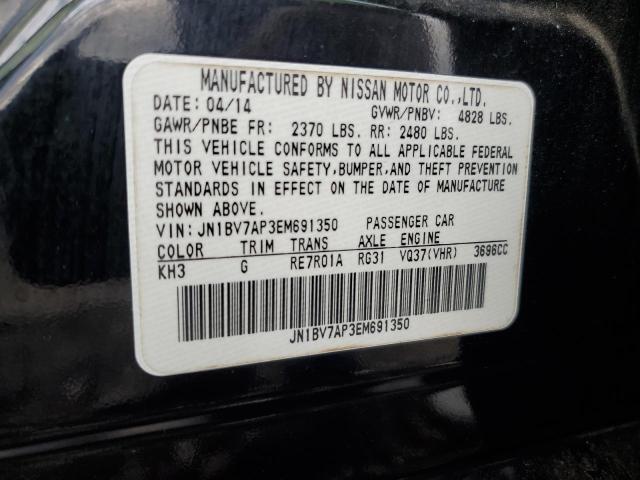 MANUFACTURED BY NISSAN MOTOR CO.,LTD.
DATE: 04/14 GVWR/PNBV: 4828 LBS.
GAWR/PNBE FR: 2370 LBS. RR: 2480 LBS.
THIS VEHICLE CONFORMS TO ALL APPLICABLE FEDERAL
MOTOR VEHICLE SAFETY,BUMPER,AND THEFT PREVENTION
STANDARDS IN EFFECT ON THE DATE OF MANUFACTURE
SHOWN ABOVE.
VIN: JN1BV7AP3EM691350 PASSENGER CAR
COLOR TRIM TRANS AXLE ENGINE
KH3 G RE7R01A RG31 VQ37(VHR) 3696CC
JN1BV7AP3EM691350